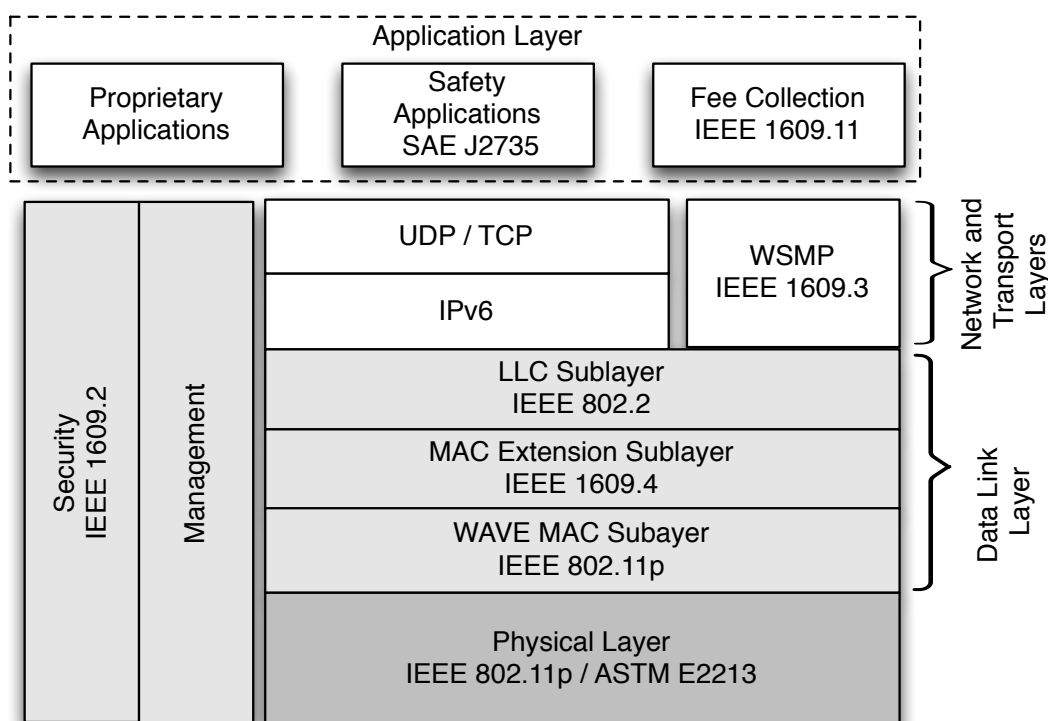 Application Layer
Proprietary
Applications
Safety
Applications
SAE J2735
Fee Collection
IEEE 1609.11
Security
IEEE 1609.2
Management
UDP / TCP
IPv6
WSMP
IEEE 1609.3
Network and
Transport
Layers
LLC Sublayer
IEEE 802.2
MAC Extension Sublayer
IEEE 1609.4
WAVE MAC Subayer
IEEE 802.11p
Data Link
Layer
Physical Layer
IEEE 802.11p / ASTM E2213